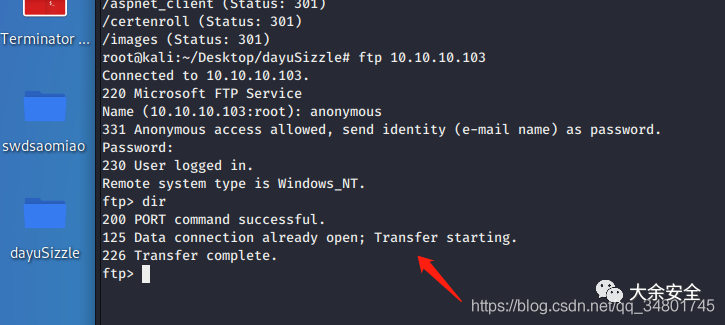 Terminator ...
swdsaomiao
dayuSizzle
/aspnet_client (Status: 301)
/certenroll (Status: 301)
/images (Status: 301)
root@kali:~/Desktop/dayuSizzle# ftp 10.10.10.103
Connected to 10.10.10.103.
220 Microsoft FTP Service
Name (10.10.10.103:root): anonymous
331 Anonymous access allowed, send identity (e-mail name) as password.
Password:
230 User logged in.
Remote system type is Windows_NT.
ftp> dir
200 PORT command successful.
125 Data connection already open; Transfer starting.
226 Transfer complete.
ftp>
大余安全
https://blog.csdn.net/qq_34801745